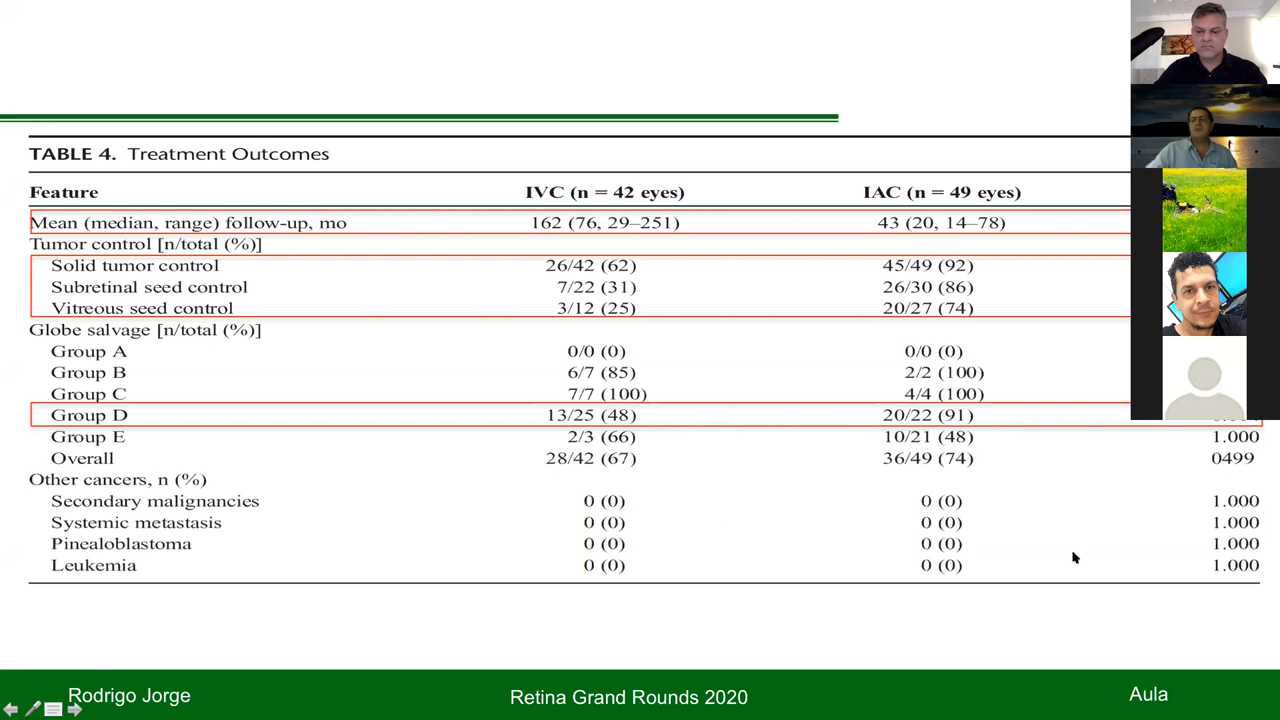 TABLE 4. Treatment Outcomes
Feature IVC (n = 42 eyes) IAC (n = 49 eyes)
Mean (median, range) follow-up, mo 162 (76, 29–251) 43 (20, 14–78)
Tumor control [n/total (%)]
Solid tumor control 26/42 (62) 45/49 (92)
Subretinal seed control 7/22 (31) 26/30 (86)
Vitreous seed control 3/12 (25) 20/27 (74)
Globe salvage [n/total (%)]
Group A 0/0 (0) 0/0 (0)
Group B 6/7 (85) 2/2 (100)
Group C 7/7 (100) 4/4 (100)
Group D 13/25 (48) 20/22 (91)
Group E 2/3 (66) 10/21 (48) 1.000
Overall 28/42 (67) 36/49 (74) 0499
Other cancers, n (%)
Secondary malignancies 0 (0) 0 (0) 1.000
Systemic metastasis 0 (0) 0 (0) 1.000
Pinealoblastoma 0 (0) 0 (0) 1.000
Leukemia 0 (0) 0 (0) 1.000
Rodrigo Jorge Retina Grand Rounds 2020 Aula